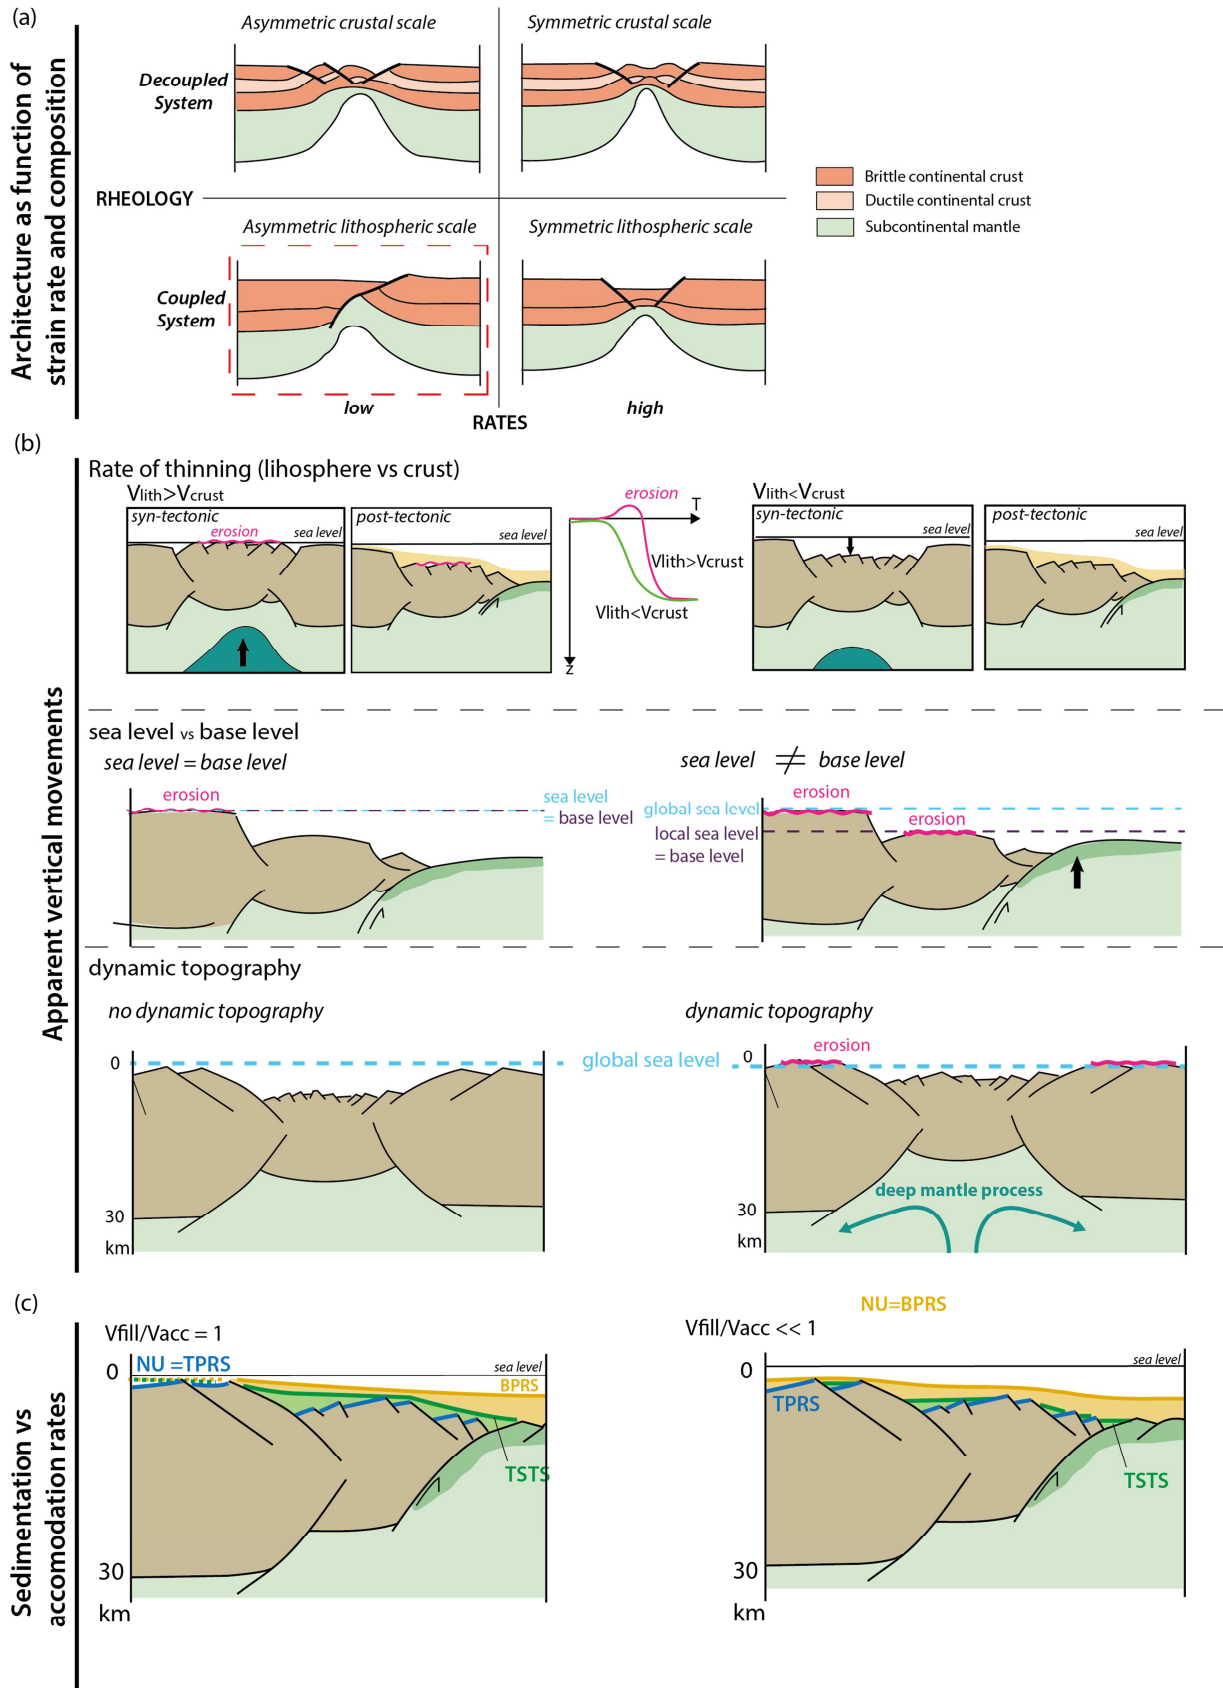 (a)
Architecture as function of
strain rate and composition
Asymmetric crustal scale
Symmetric crustal scale
Decoupled
System
RHEOLOGY
Brittle continental crust
Ductile continental crust
Subcontinental mantle
Asymmetric lithospheric scale
Symmetric lithospheric scale
Coupled
System
low
high
RATES
(b)
Apparent vertical movements
Rate of thinning (lihosphere vs crust)
Vlith>Vcrust
syn-tectonic
erosion
sea level
post-tectonic
sea level
erosion
T
Vlith>Vcrust
Vlith<Vcrust
z
Vlith<Vcrust
syn-tectonic
sea level
post-tectonic
sea level
sea level vs base level
sea level = base level
erosion
sea level
= base level
sea level ≠ base level
erosion
global sea level
erosion
local sea level
= base level
dynamic topography
no dynamic topography
0
30
km
global sea level
dynamic topography
erosion
0
deep mantle process
30
km
(c)
Sedimentation vs
accomodation rates
Vfill/Vacc = 1
NU =TPRS
0
sea level
BPRS
TSTS
30
km
NU=BPRS
Vfill/Vacc << 1
0
sea level
TPRS
TSTS
30
km